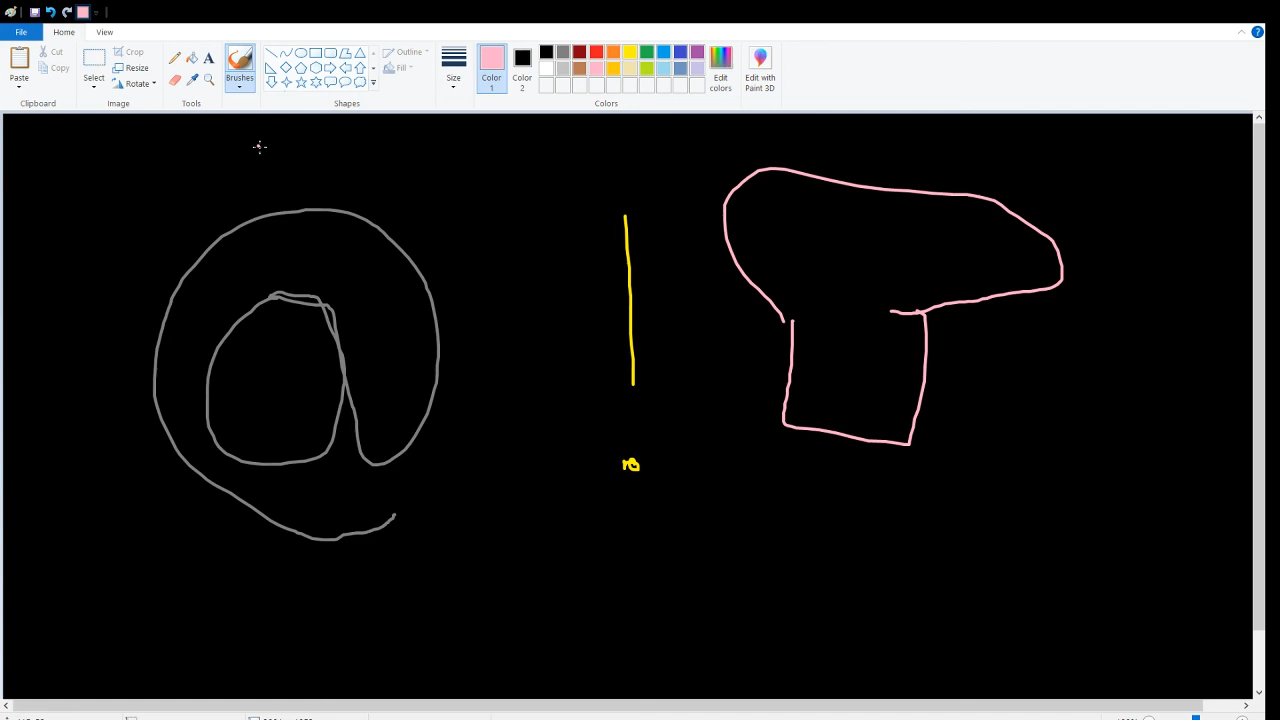 File
Home
View
Paste
Cut
Copy
Clipboard
Select
Crop
Resize
Rotate
Image
Tools
Brushes
Shapes
Outline
Fill
Size
Color 1
Color 2
Edit colors
Colors
Edit with Paint 3D
@ !